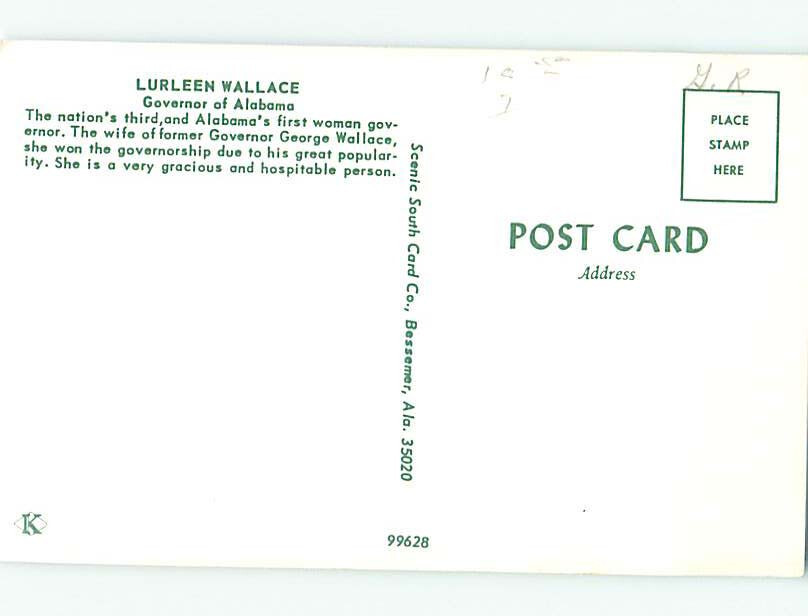 LURLEEN WALLACE
Governor of Alabama
The nation's third,and Alabama's first woman gov-
ernor. The wife of former Governor George Wallace,
she won the governorship due to his great popular-
ity. She is a very gracious and hospitable person.
Scenic South Card Co., Bessemer, Ala. 35020
G. R
PLACE
STAMP
HERE
POST CARD
Address
K
99628